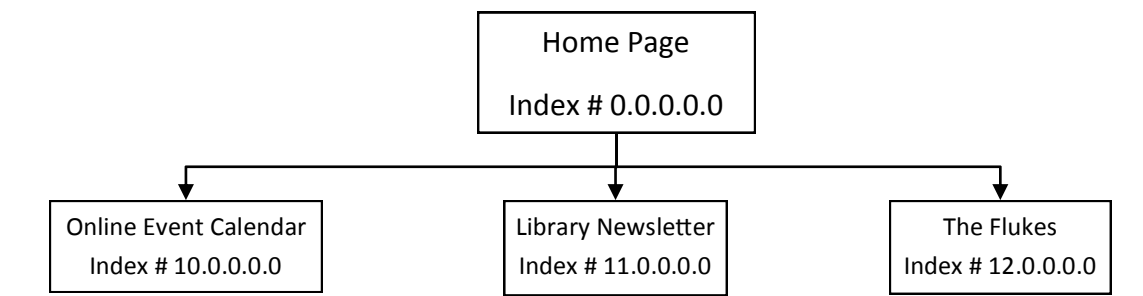 Home Page
Index # 0.0.0.0.0
Online Event Calendar
Index # 10.0.0.0.0
Library Newsletter
Index # 11.0.0.0.0
The Flukes
Index # 12.0.0.0.0